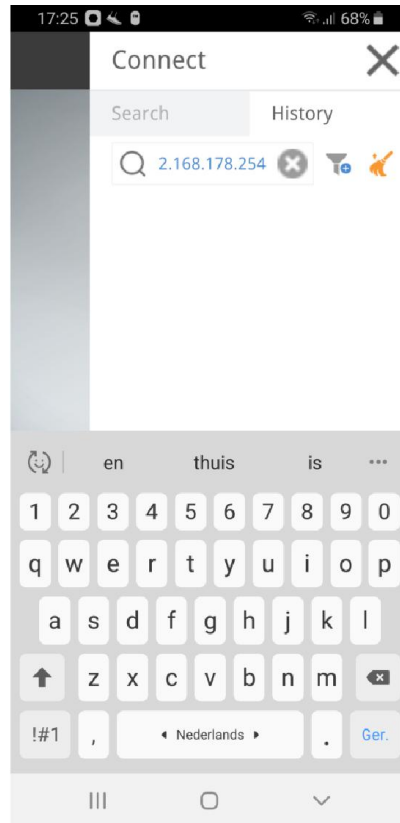 17:25 68%
Connect
Search History
2.168.178.254
en thuis is
1 2 3 4 5 6 7 8 9 0
q w e r t y u i o p
a s d f g h j k l
z x c v b n m
!#1 , Nederlands . Ger.